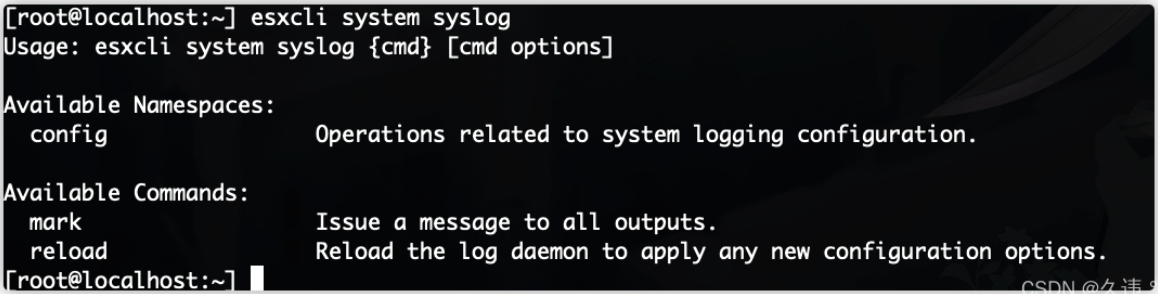 [root@localhost:~] esxcli system syslog
Usage: esxcli system syslog {cmd} [cmd options]
Available Namespaces:
config Operations related to system logging configuration.
Available Commands:
mark Issue a message to all outputs.
reload Reload the log daemon to apply any new configuration options.
[root@localhost:~]
CSDN @久违